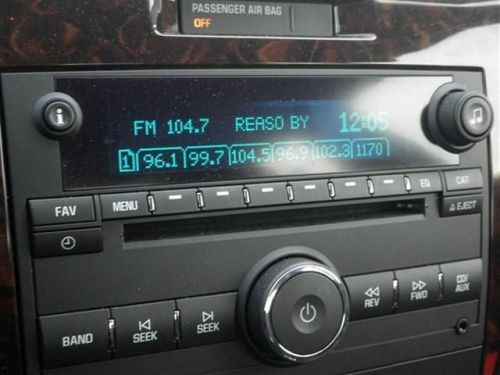 PASSENGER AIR BAG
OFF
FM 104.7 REASO BY 12:05
1 96.1 99.7 104.5 96.9 102.3 1170
FAV MENU EQ CAT
EJECT
BAND SEEK SEEK REV FWD CD/AUX